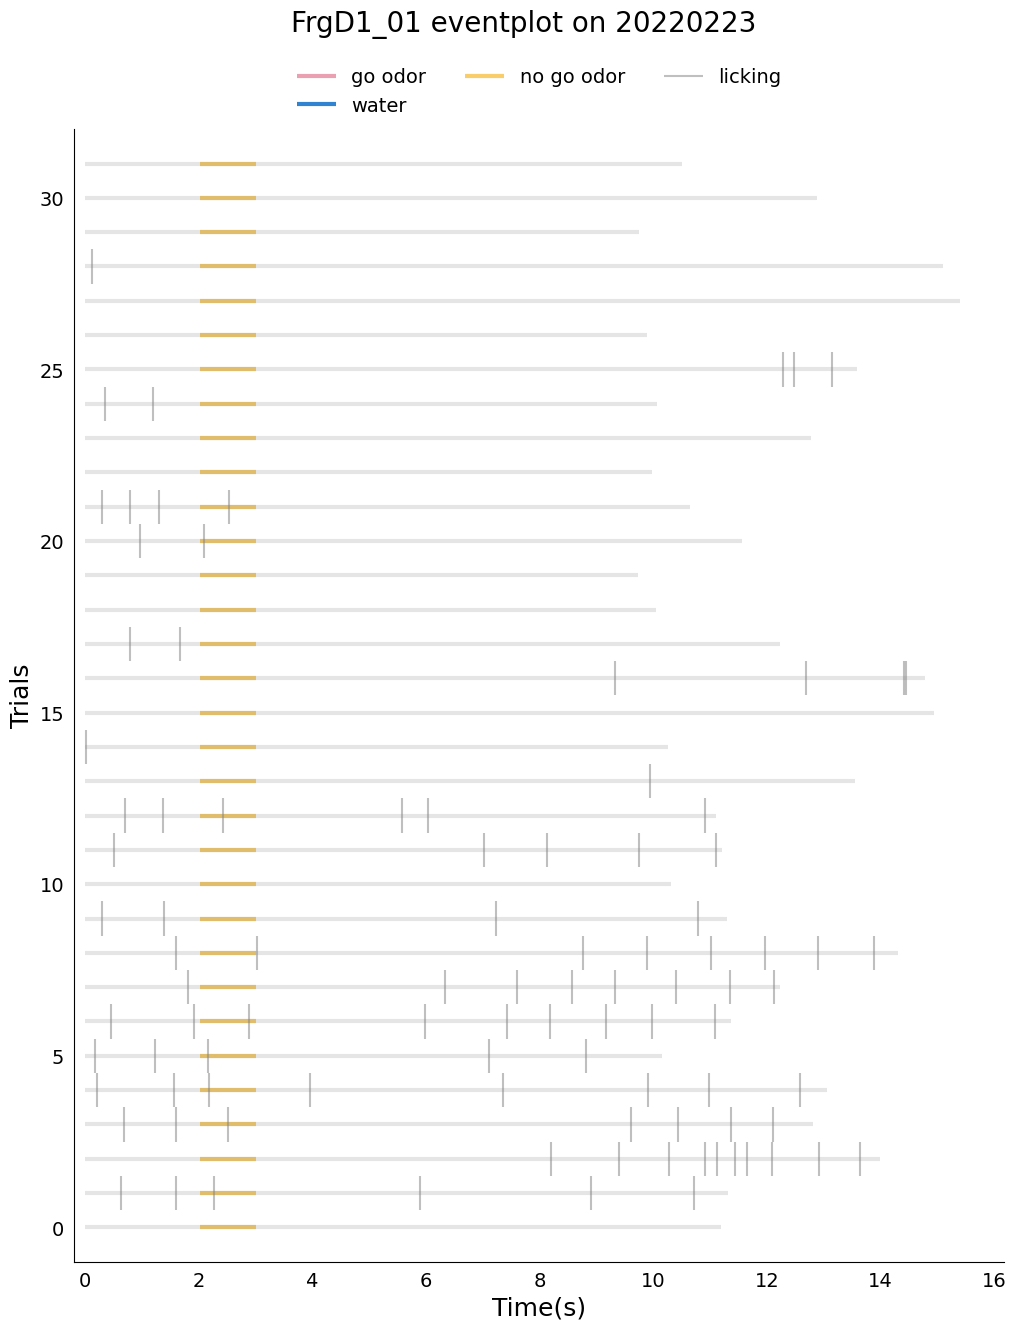 FrgD1_01 eventplot on 20220223
go odor
no go odor
licking
water
30
25
20
15
10
5
0
Trials
0 2 4 6 8 10 12 14 16
Time(s)